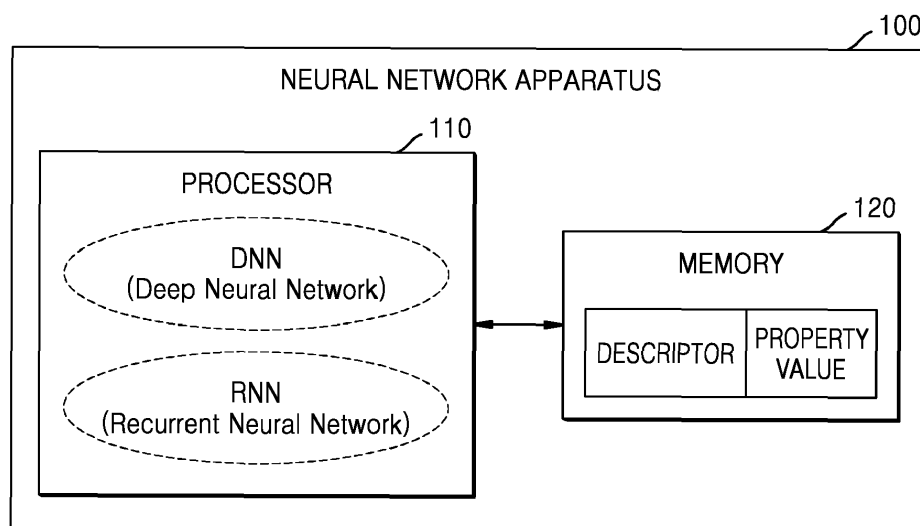 100
NEURAL NETWORK APPARATUS
110
PROCESSOR
DNN
(Deep Neural Network)
RNN
(Recurrent Neural Network)
120
MEMORY
DESCRIPTOR
PROPERTY
VALUE